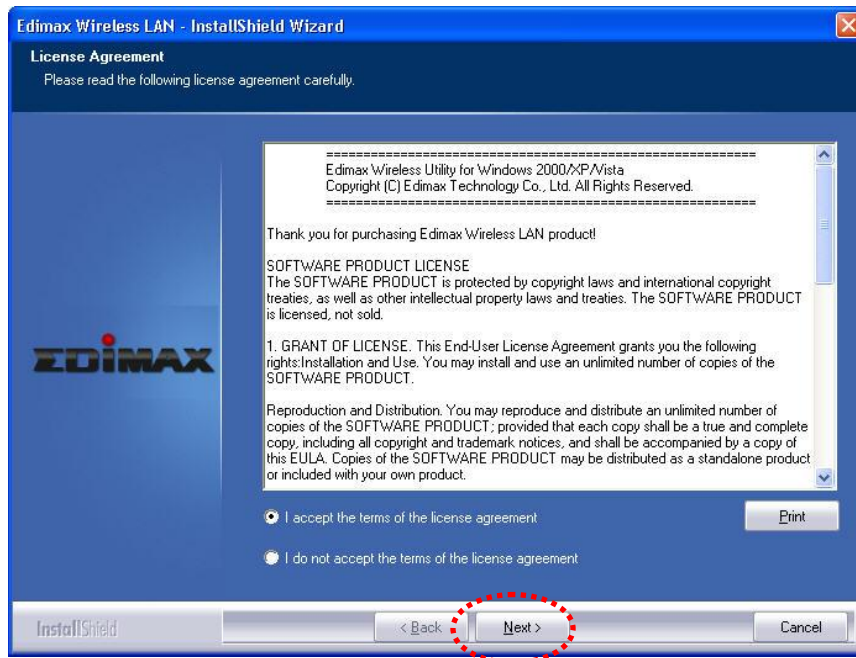 Edimax Wireless LAN - InstallShield Wizard
License Agreement
Please read the following license agreement carefully.
============================================================
Edimax Wireless Utility for Windows 2000/XP/Vista
Copyright (C) Edimax Technology Co., Ltd. All Rights Reserved.
============================================================
Thank you for purchasing Edimax Wireless LAN product!
SOFTWARE PRODUCT LICENSE
The SOFTWARE PRODUCT is protected by copyright laws and international copyright
treaties, as well as other intellectual property laws and treaties. The SOFTWARE PRODUCT
is licensed, not sold.
1. GRANT OF LICENSE. This End-User License Agreement grants you the following
rights:Installation and Use. You may install and use an unlimited number of copies of the
SOFTWARE PRODUCT.
Reproduction and Distribution. You may reproduce and distribute an unlimited number of
copies of the SOFTWARE PRODUCT; provided that each copy shall be a true and complete
copy, including all copyright and trademark notices, and shall be accompanied by a copy of
this EULA. Copies of the SOFTWARE PRODUCT may be distributed as a standalone product
or included with your own product.
EDIMAX
I accept the terms of the license agreement
Print
I do not accept the terms of the license agreement
InstallShield
< Back
Next >
Cancel